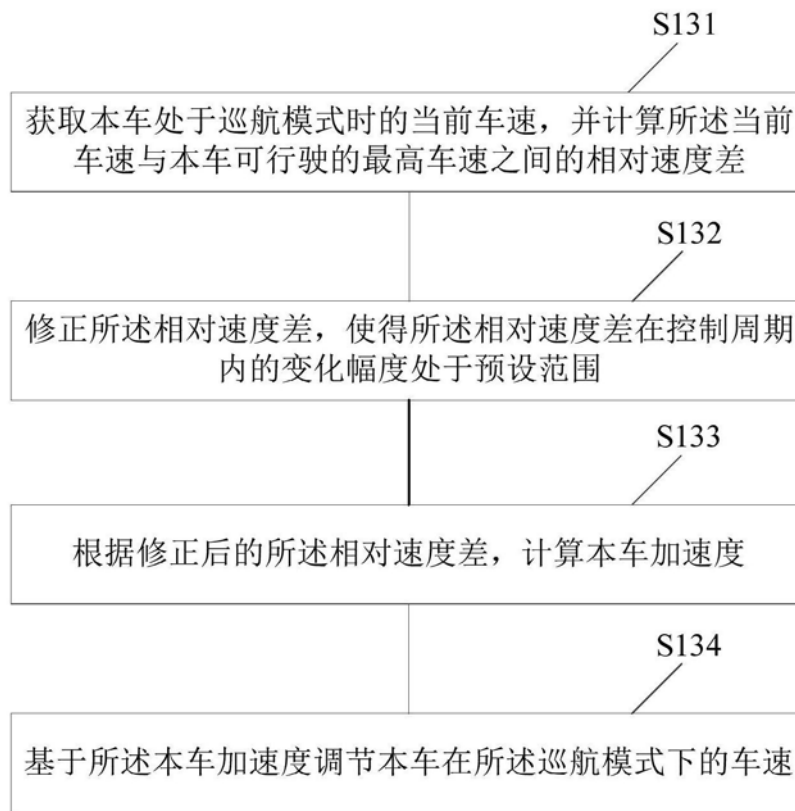 S131
获取本车处于巡航模式时的当前车速，并计算所述当前
车速与本车可行驶的最高车速之间的相对速度差
S132
修正所述相对速度差，使得所述相对速度差在控制周期
内的变化幅度处于预设范围
S133
根据修正后的所述相对速度差，计算本车加速度
S134
基于所述本车加速度调节本车在所述巡航模式下的车速